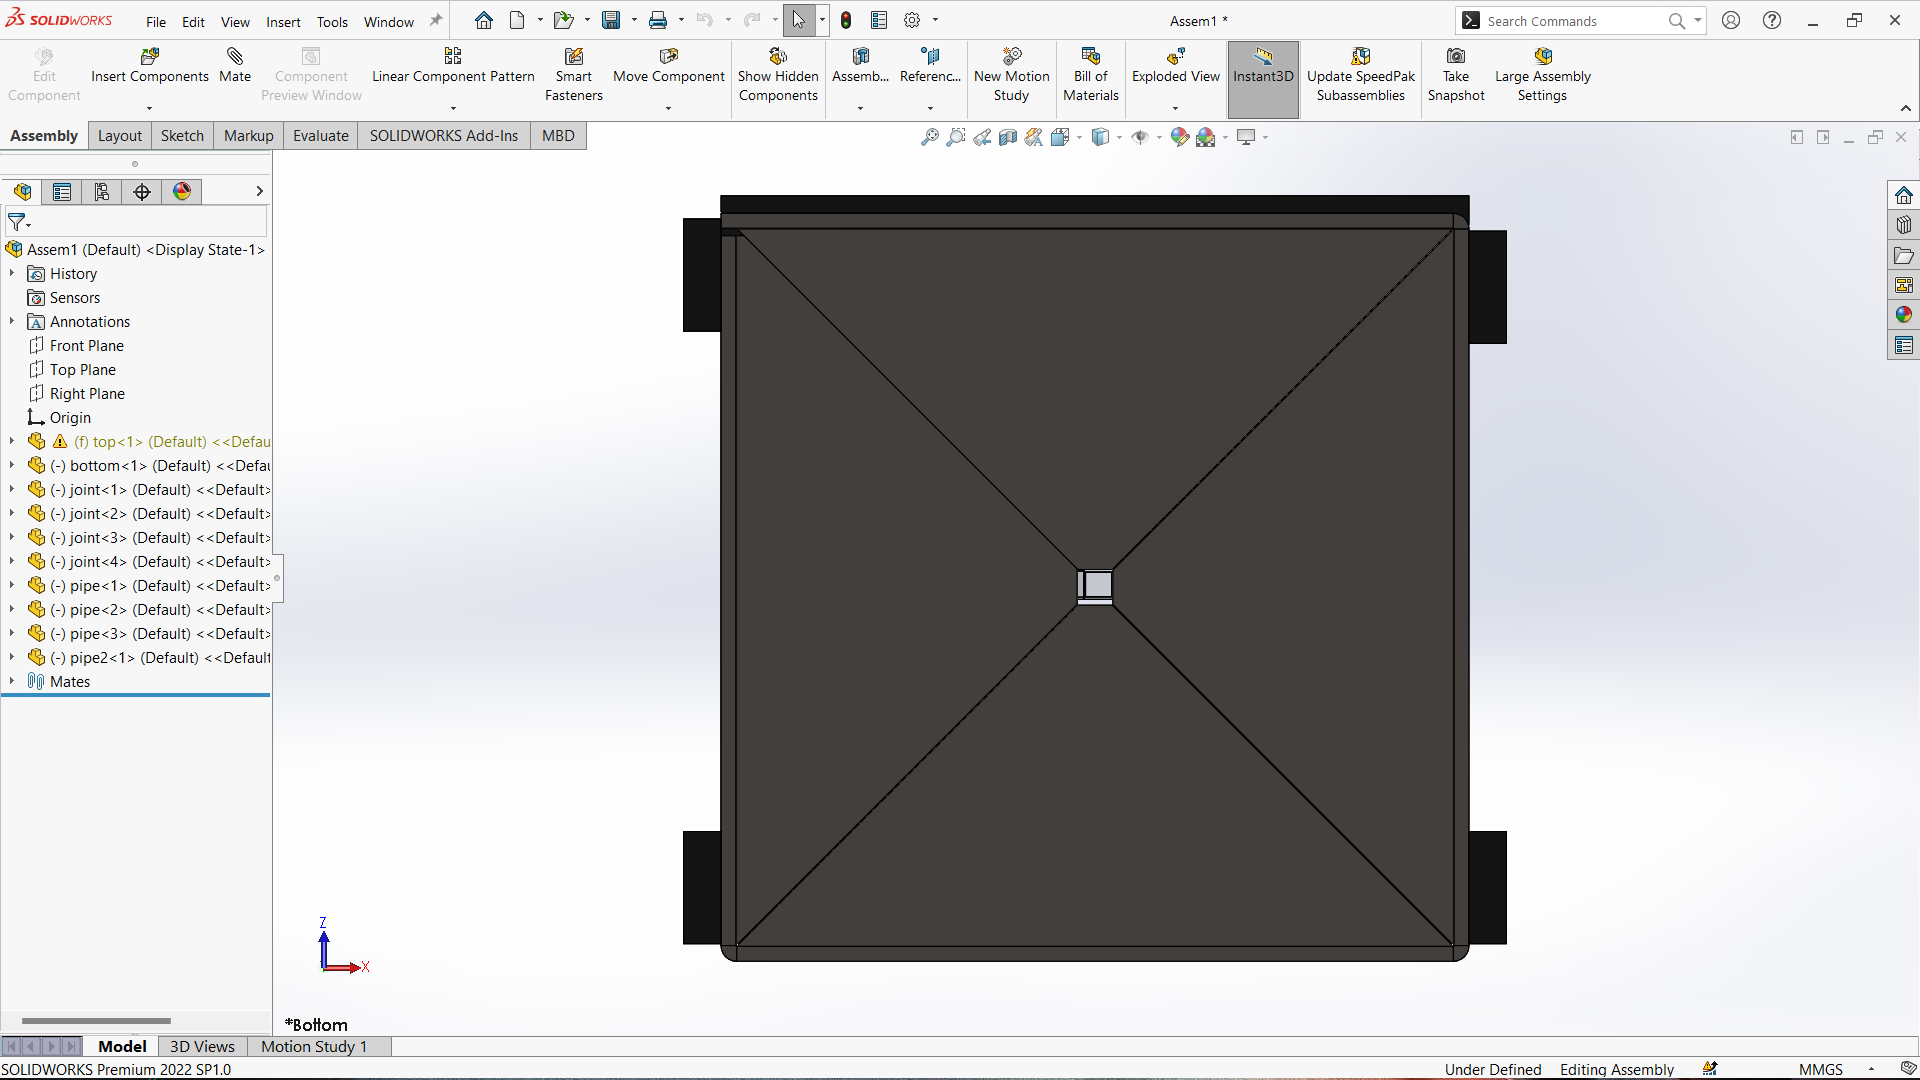 SOLIDWORKS File Edit View Insert Tools Window Assem1 * Search Commands
Edit Component
Insert Components
Mate
Component Preview Window
Linear Component Pattern
Smart Fasteners
Move Component
Show Hidden Components
Assemb...
Referenc...
New Motion Study
Bill of Materials
Exploded View
Instant3D
Update SpeedPak Subassemblies
Take Snapshot
Large Assembly Settings
Assembly Layout Sketch Markup Evaluate SOLIDWORKS Add-Ins MBD
Assem1 (Default) <Display State-1>
History
Sensors
Annotations
Front Plane
Top Plane
Right Plane
Origin
(f) top<1> (Default) <<Defau
(-) bottom<1> (Default) <<Defau
(-) joint<1> (Default) <<Default>
(-) joint<2> (Default) <<Default>
(-) joint<3> (Default) <<Default>
(-) joint<4> (Default) <<Default>
(-) pipe<1> (Default) <<Default>
(-) pipe<2> (Default) <<Default>
(-) pipe<3> (Default) <<Default>
(-) pipe2<1> (Default) <<Default
Mates
Z
X
*Bottom
Model 3D Views Motion Study 1
SOLIDWORKS Premium 2022 SP1.0 Under Defined Editing Assembly MMGS